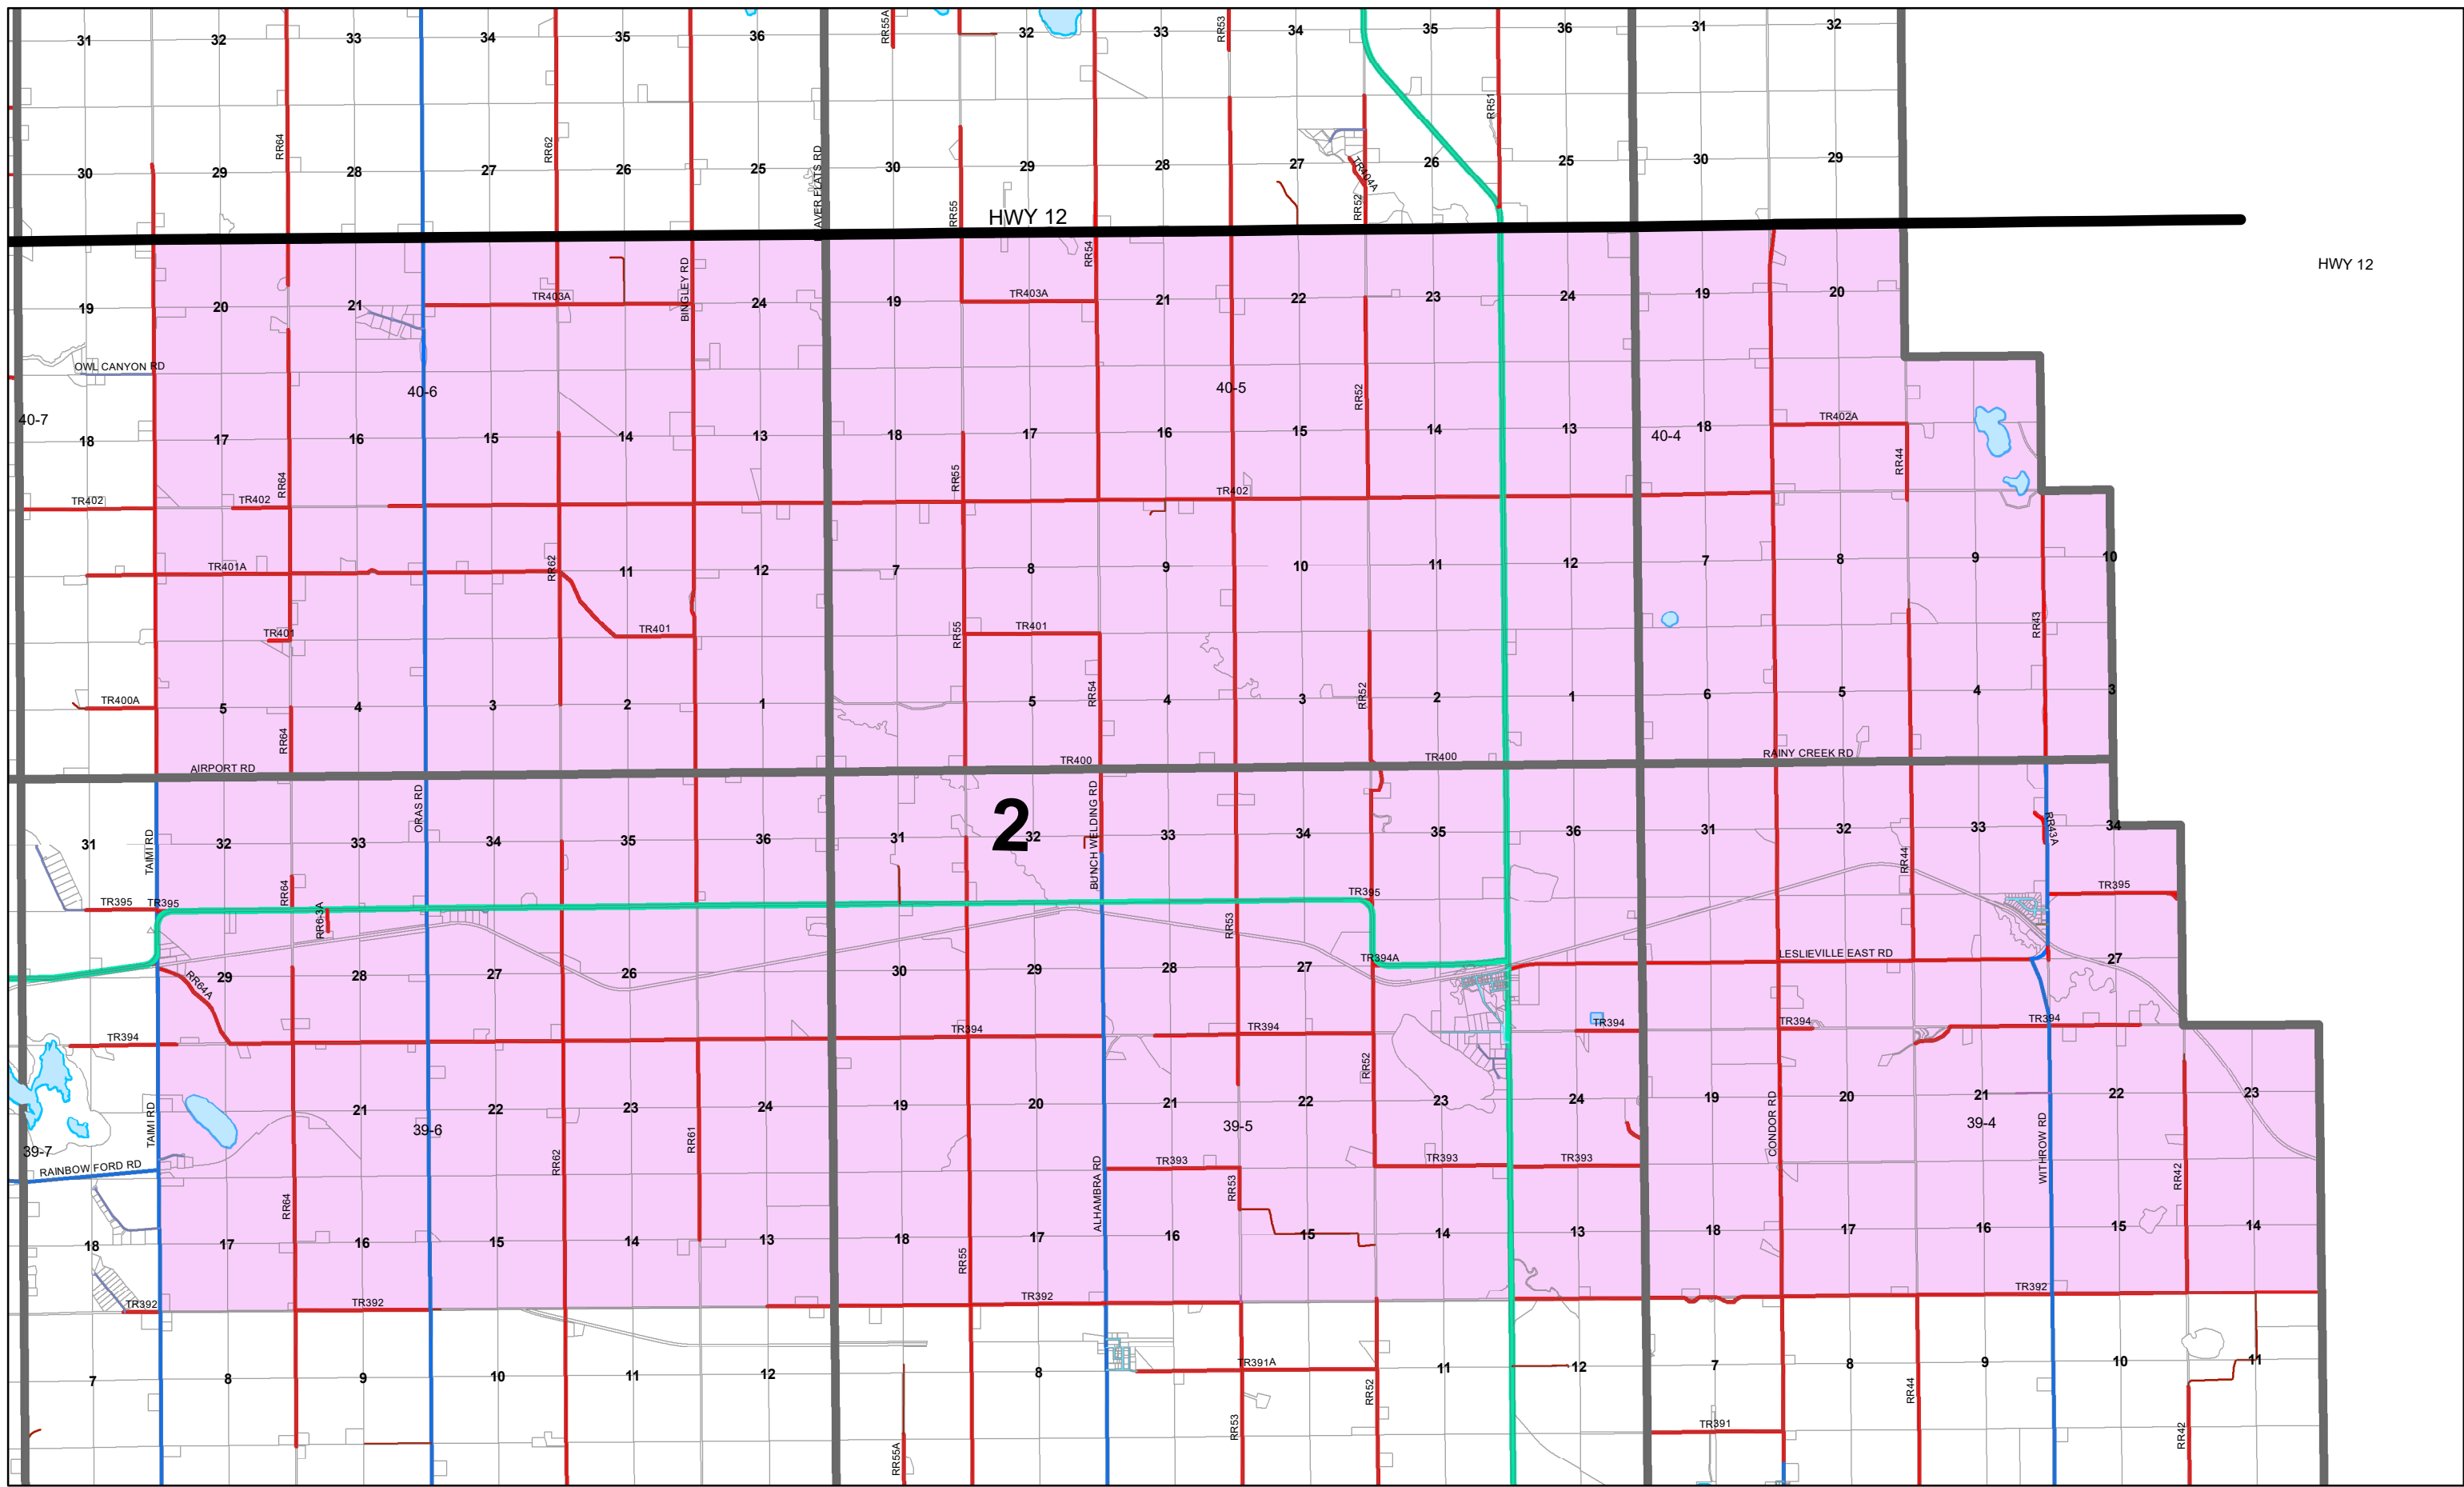 31 32 33 34 35 36 RR55A 32 33 RR53 34 35 36 31 32
RR64 RR62 RR51
30 29 28 27 26 25 AVER FLATS RD 30 29 28 27 TR404A 26 25 30 29
RR55 HWY 12 RR52
HWY 12
19 20 21 TR403A BINGLEY RD 24 19 TR403A RR54 21 22 23 24 19 20
OWL CANYON RD
40-7 40-6 40-5 RR52 40-4
18 17 16 15 14 13 18 17 16 15 14 13 18 TR402A
RR64 RR55 RR44
TR402 TR402 TR402
TR401A RR62 11 12 7 8 9 10 11 12 7 8 9 10
TR401 TR401 RR55 TR401 RR43
TR400A 5 4 3 2 1 5 RR54 4 3 RR52 2 1 6 5 4 3
RR64
AIRPORT RD TR400 TR400 RAINY CREEK RD
ORAS RD 2 BUNCH WELDING RD
31 TAIMI RD 32 33 34 35 36 31 32 33 34 35 36 31 32 33 RR43A 34
RR64 RR44
TR395 TR395 RR6-3A TR395 TR395
RR53
TR394A LESLIEVILLE EAST RD
RR64A 29 28 27 26 30 29 28 27 27
TR394 TR394 TR394 TR394 TR394 TR394
RR52
TAIMI RD 21 22 23 24 19 20 21 22 23 24 19 CONDOR RD 20 21 22 23
39-7 39-6 RR61 39-5 39-4 WITHROW RD
RAINBOW FORD RD RR62 TR393 TR393 TR393 RR42
RR64 ALHAMBRA RD RR53
18 17 16 15 14 13 18 17 16 15 14 13 18 17 16 15 14
RR55
TR392 TR392 TR392 TR392
7 8 9 10 11 12 8 TR391A 11 12 7 8 9 10 11
RR52 RR44
RR55A RR53 TR391 RR42